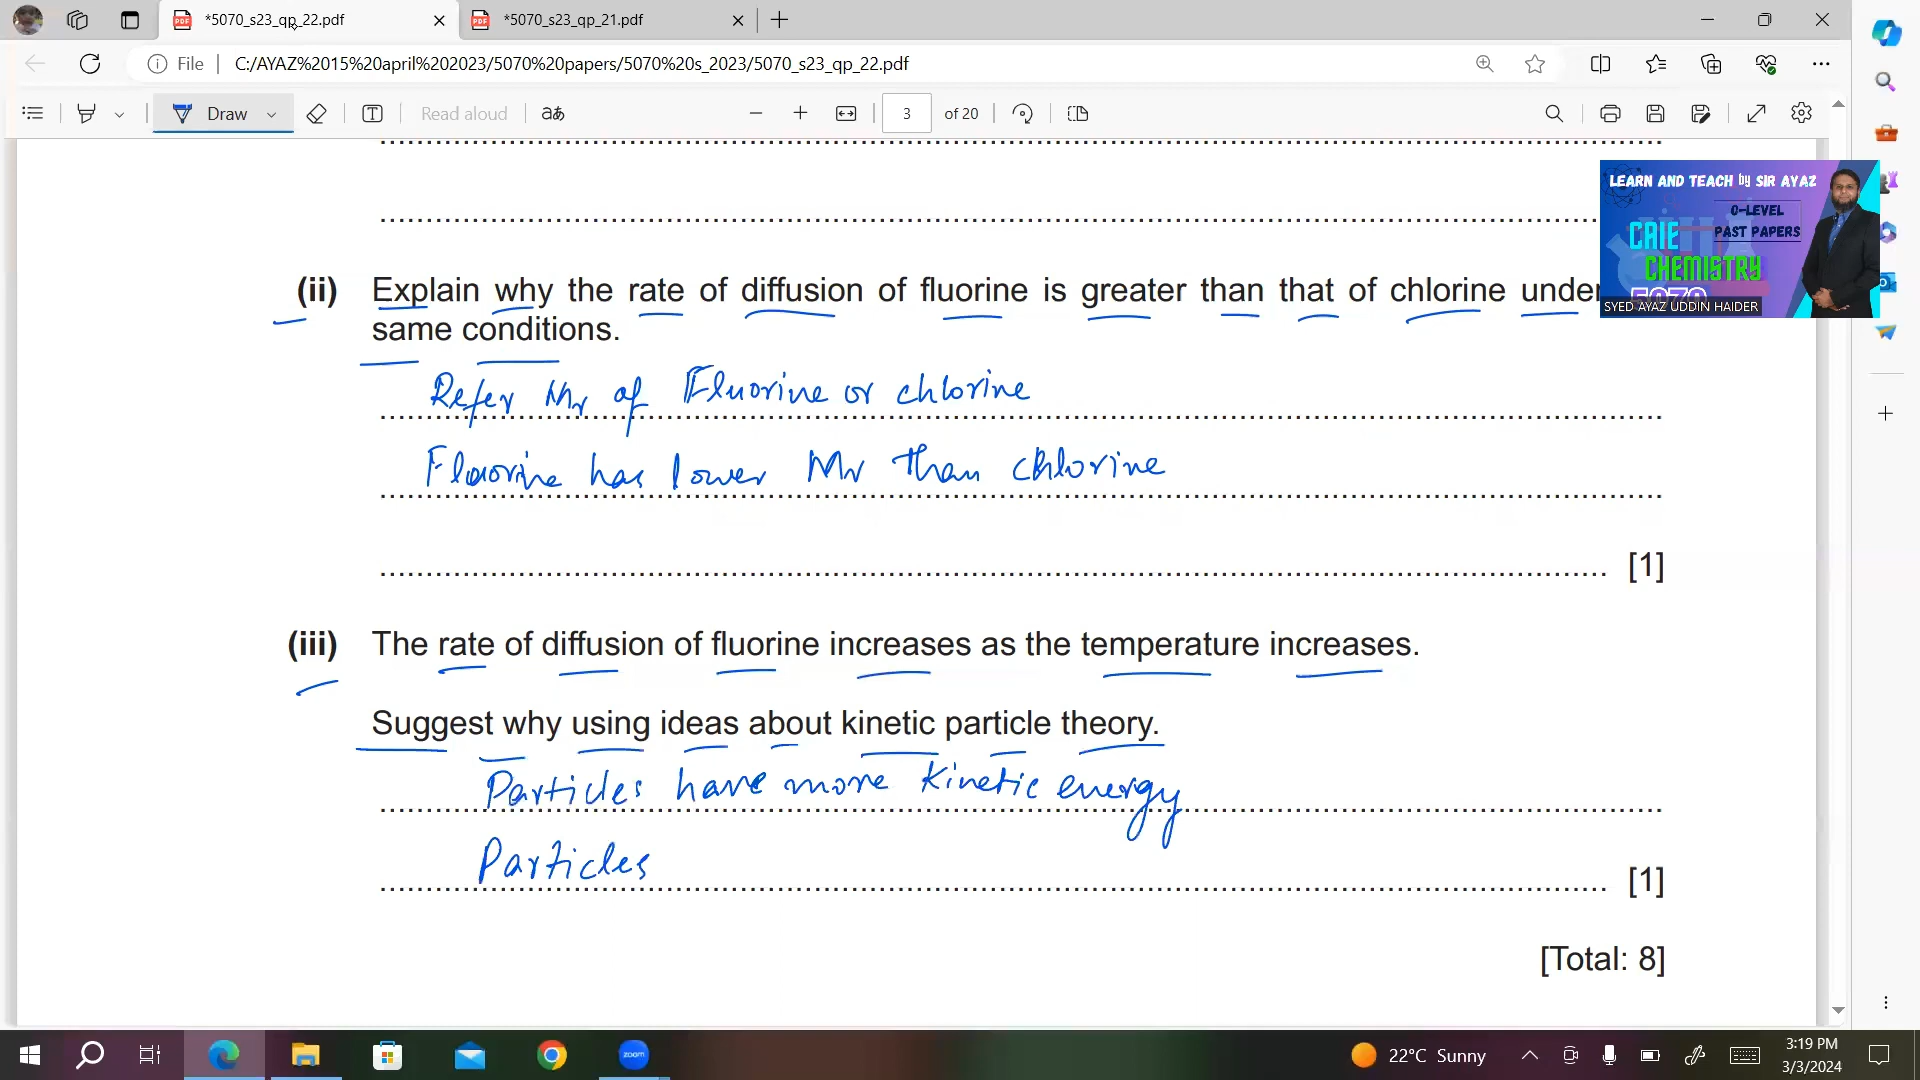 *5070_s23_qp_22.pdf
*5070_s23_qp_21.pdf
File
C:/AYAZ%2015%20april%202023/5070%20papers/5070%20s_2023/5070_s23_qp_22.pdf
Draw
Read aloud
3 of 20
LEARN AND TEACH by SIR AYAZ
O-LEVEL
PAST PAPERS
CAIE
CHEMISTRY
5070
SYED AYAZ UDDIN HAIDER
(ii) Explain why the rate of diffusion of fluorine is greater than that of chlorine under
same conditions.
Refer Mr of Fluorine or chlorine
Fluorine has lower Mr than chlorine
[1]
(iii) The rate of diffusion of fluorine increases as the temperature increases.
Suggest why using ideas about kinetic particle theory.
Particles have more kinetic energy
Particles
[1]
[Total: 8]
zoom
22°C Sunny
3:19 PM
3/3/2024